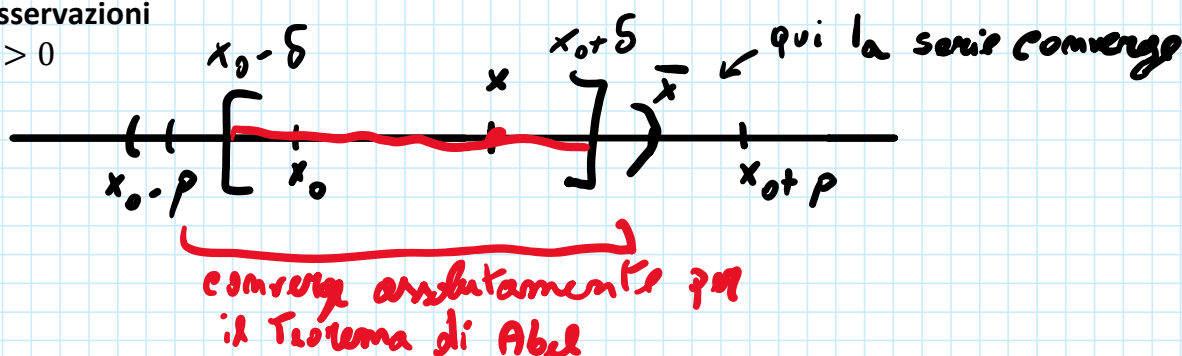 sservazioni
> 0
x₀-δ x x₀+δ x̅ qui la serie converge
x₀-ρ x₀ x₀+ρ
converge assolutamente per
il Teorema di Abel